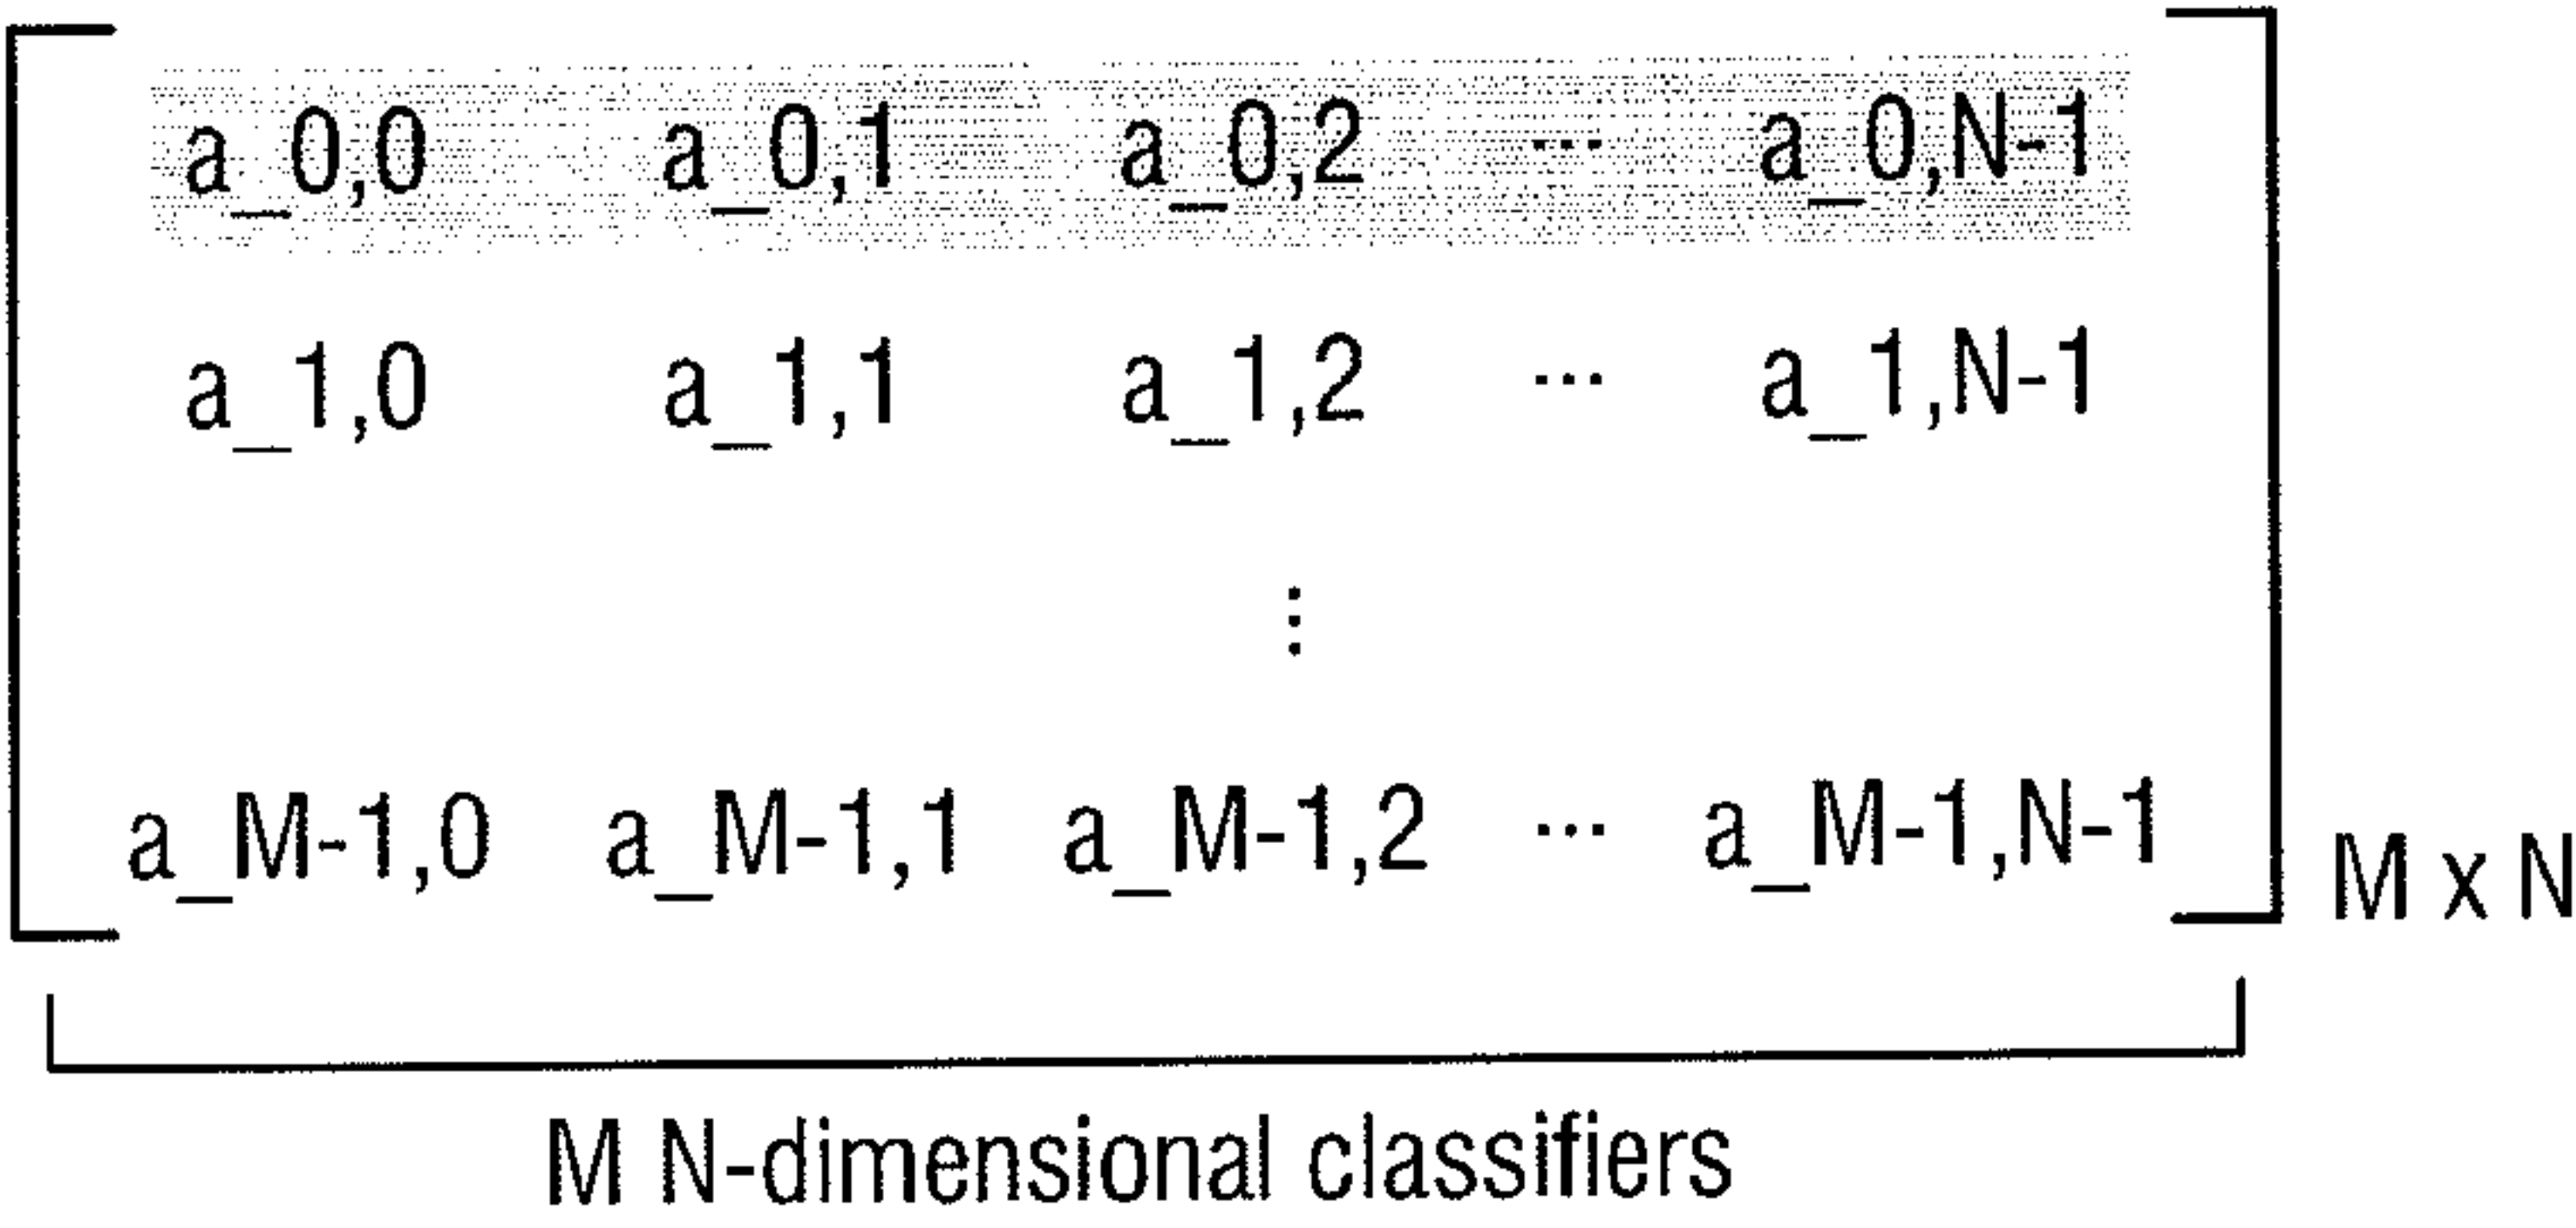 a_0,0 a_0,1 a_0,2 ... a_0,N-1
a_1,0 a_1,1 a_1,2 ... a_1,N-1
⋮
a_M-1,0 a_M-1,1 a_M-1,2 ... a_M-1,N-1
M x N
M N-dimensional classifiers